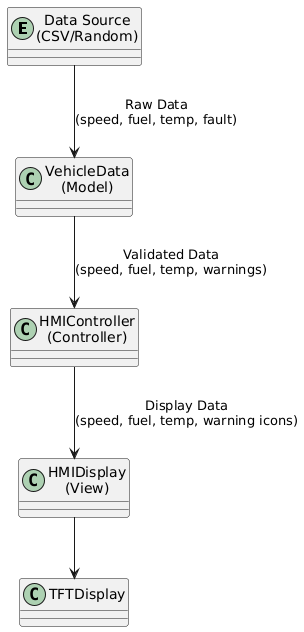 E Data Source
(CSV/Random)
Raw Data
(speed, fuel, temp, fault)
C VehicleData
(Model)
Validated Data
(speed, fuel, temp, warnings)
C HMIController
(Controller)
Display Data
(speed, fuel, temp, warning icons)
C HMIDisplay
(View)
C TFTDisplay